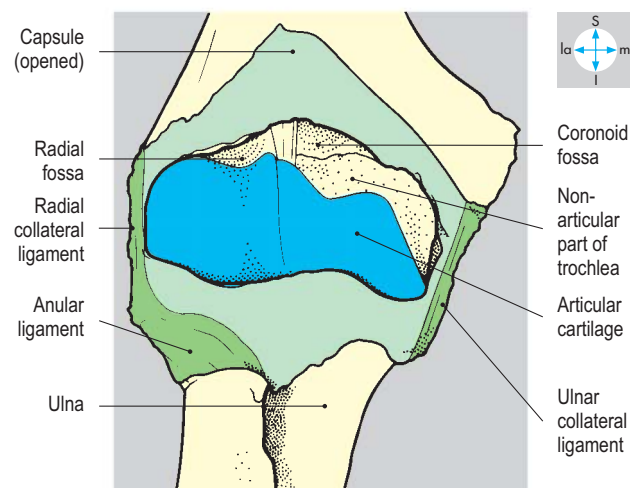 Capsule
(opened)
Radial
fossa
Radial
collateral
ligament
Anular
ligament
Ulna
S
la
m
I
Coronoid
fossa
Non-
articular
part of
trochlea
Articular
cartilage
Ulnar
collateral
ligament